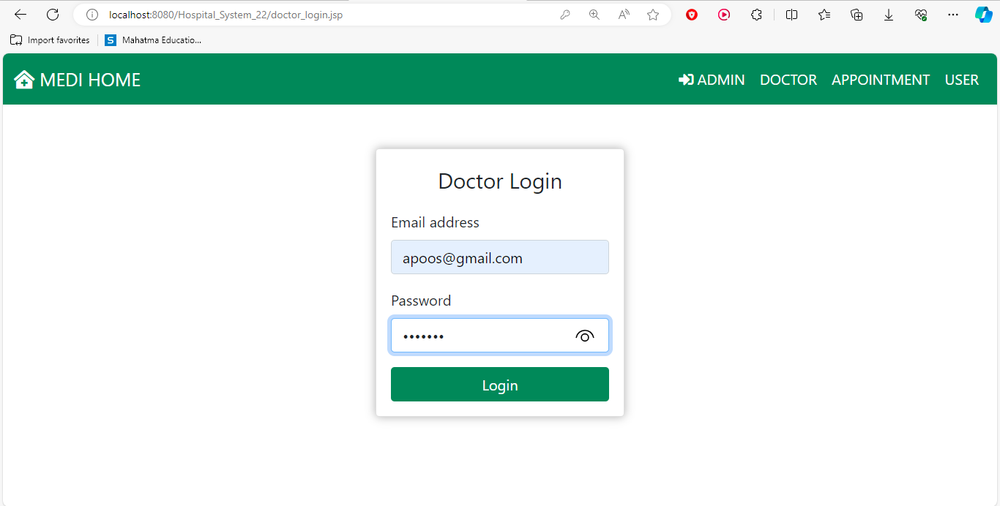 localhost:8080/Hospital_System_22/doctor_login.jsp
Import favorites
S Mahatma Educatio...
MEDI HOME
ADMIN DOCTOR APPOINTMENT USER
Doctor Login
Email address
apoos@gmail.com
Password
•••••••
Login